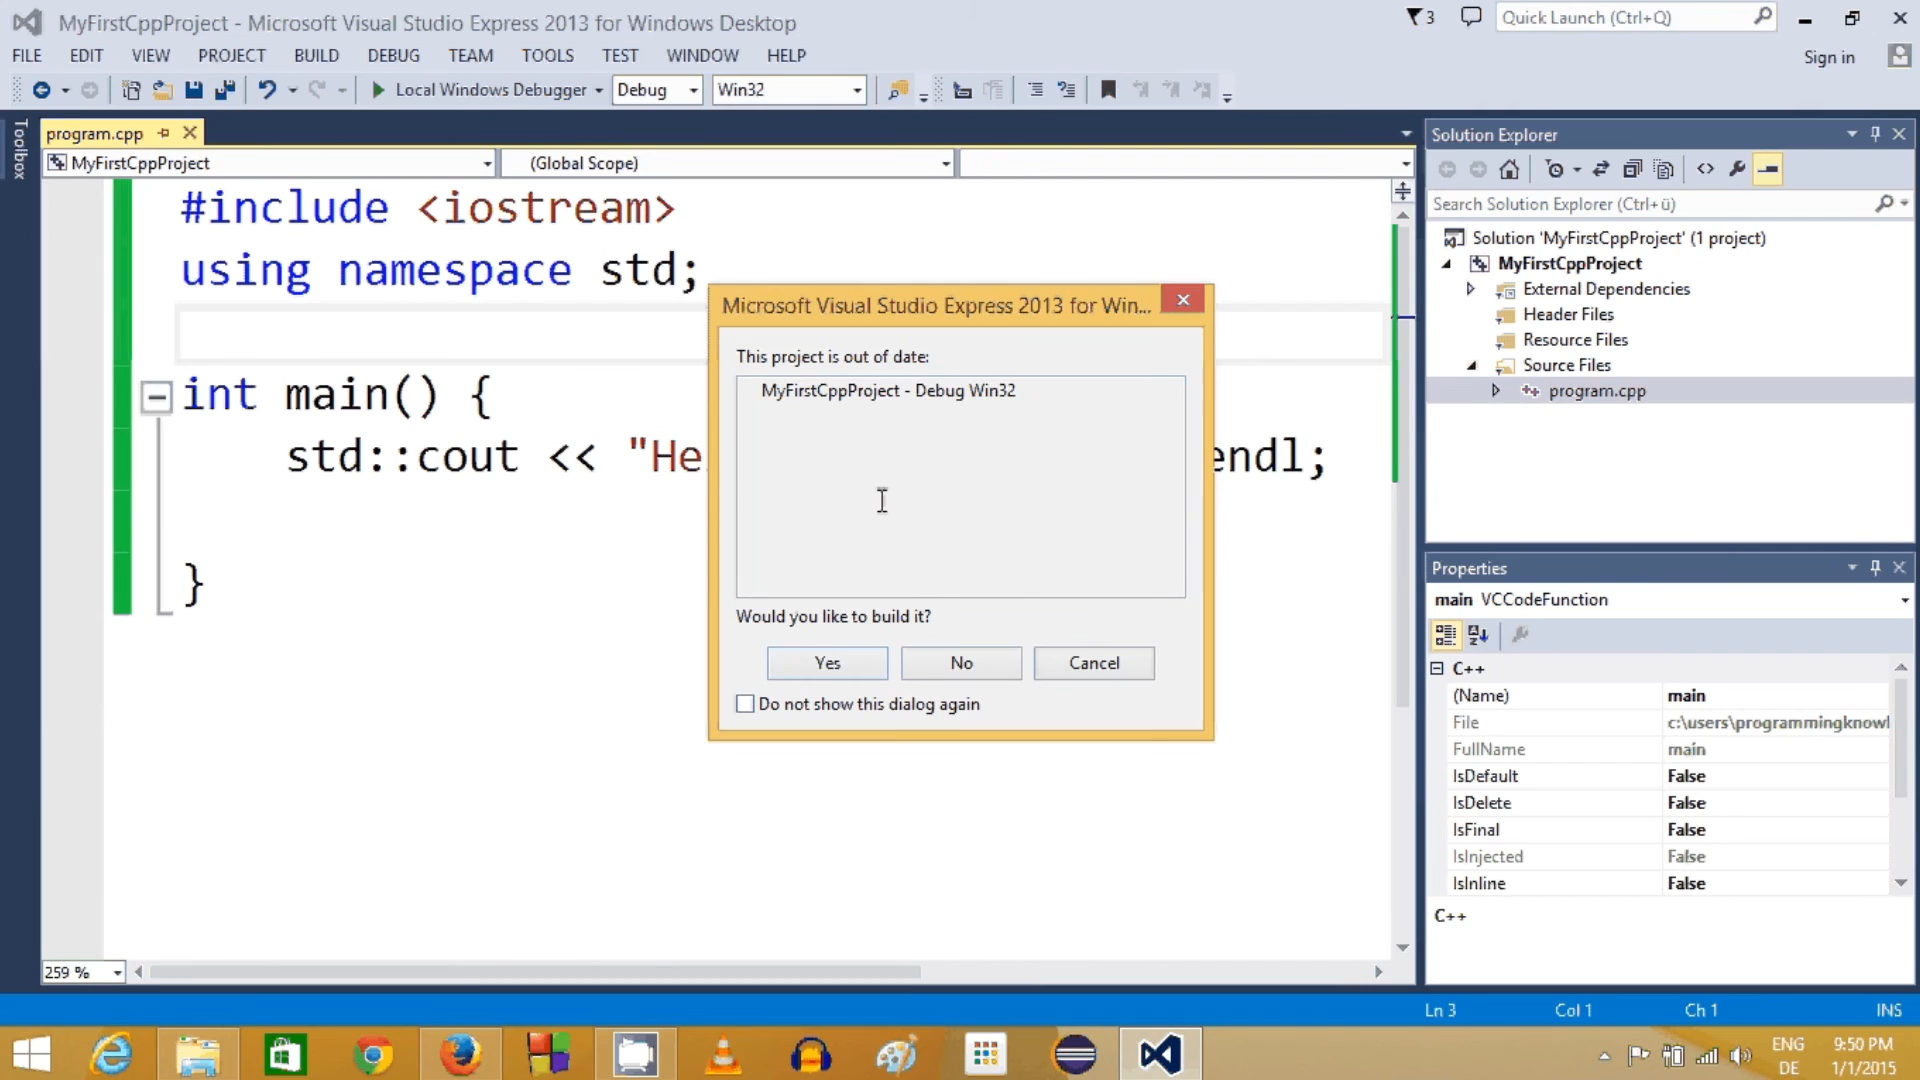 MyFirstCppProject - Microsoft Visual Studio Express 2013 for Windows Desktop
3
Quick Launch (Ctrl+Q)
FILE EDIT VIEW PROJECT BUILD DEBUG TEAM TOOLS TEST WINDOW HELP
Sign in
Local Windows Debugger Debug Win32
Toolbox
program.cpp
MyFirstCppProject (Global Scope)
#include <iostream>
using namespace std;
int main() {
std::cout << "He
endl;
}
259 %
Microsoft Visual Studio Express 2013 for Win...
This project is out of date:
MyFirstCppProject - Debug Win32
Would you like to build it?
Yes No Cancel
Do not show this dialog again
Solution Explorer
Search Solution Explorer (Ctrl+ü)
Solution 'MyFirstCppProject' (1 project)
MyFirstCppProject
External Dependencies
Header Files
Resource Files
Source Files
program.cpp
Properties
main VCCodeFunction
C++
(Name) main
File c:\users\programmingknowl
FullName main
IsDefault False
IsDelete False
IsFinal False
IsInjected False
IsInline False
C++
Ln 3 Col 1 Ch 1 INS
ENG 9:50 PM
DE 1/1/2015